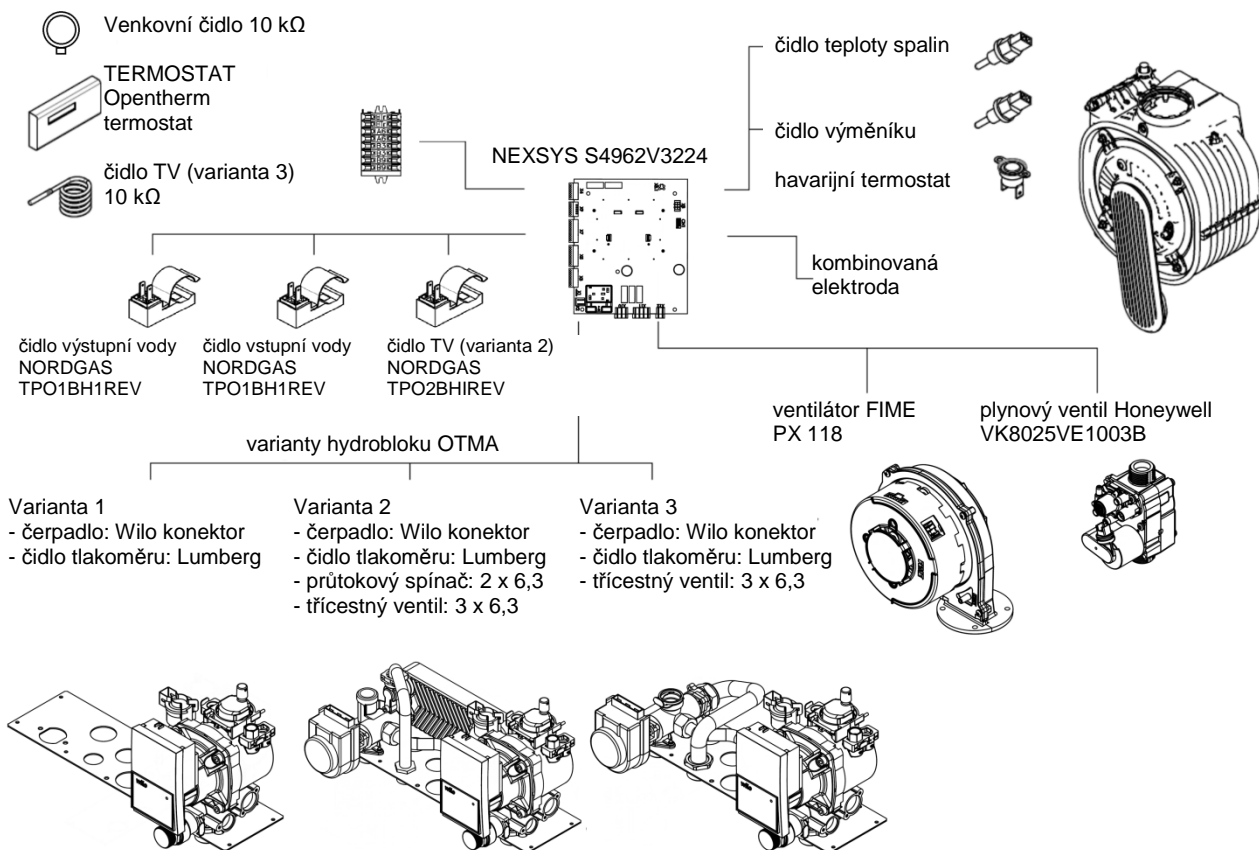 Venkovní čidlo 10 kΩ
TERMOSTAT
Opentherm
termostat
čidlo TV (varianta 3)
10 kΩ
NEXSYS S4962V3224
čidlo teploty spalin
čidlo výměníku
havarijní termostat
kombinovaná
elektroda
čidlo výstupní vody
NORDGAS
TPO1BH1REV
čidlo vstupní vody
NORDGAS
TPO1BH1REV
čidlo TV (varianta 2)
NORDGAS
TPO2BHIREV
ventilátor FIME
PX 118
plynový ventil Honeywell
VK8025VE1003B
varianty hydrobloku OTMA
Varianta 1
- čerpadlo: Wilo konektor
- čidlo tlakoměru: Lumberg
Varianta 2
- čerpadlo: Wilo konektor
- čidlo tlakoměru: Lumberg
- průtokový spínač: 2 x 6,3
- třícestný ventil: 3 x 6,3
Varianta 3
- čerpadlo: Wilo konektor
- čidlo tlakoměru: Lumberg
- třícestný ventil: 3 x 6,3